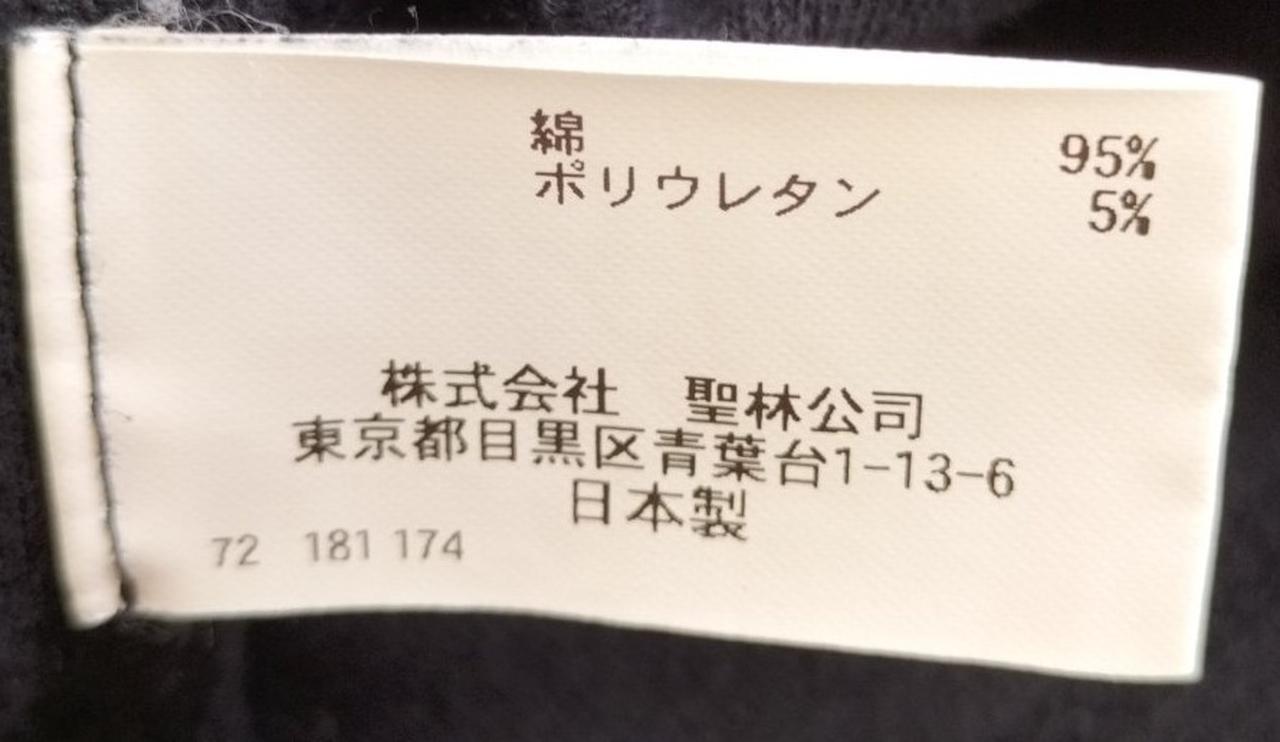 綿 95%
ポリウレタン 5%
株式会社　聖林公司
東京都目黒区青葉台1-13-6
日本製
72 181 174